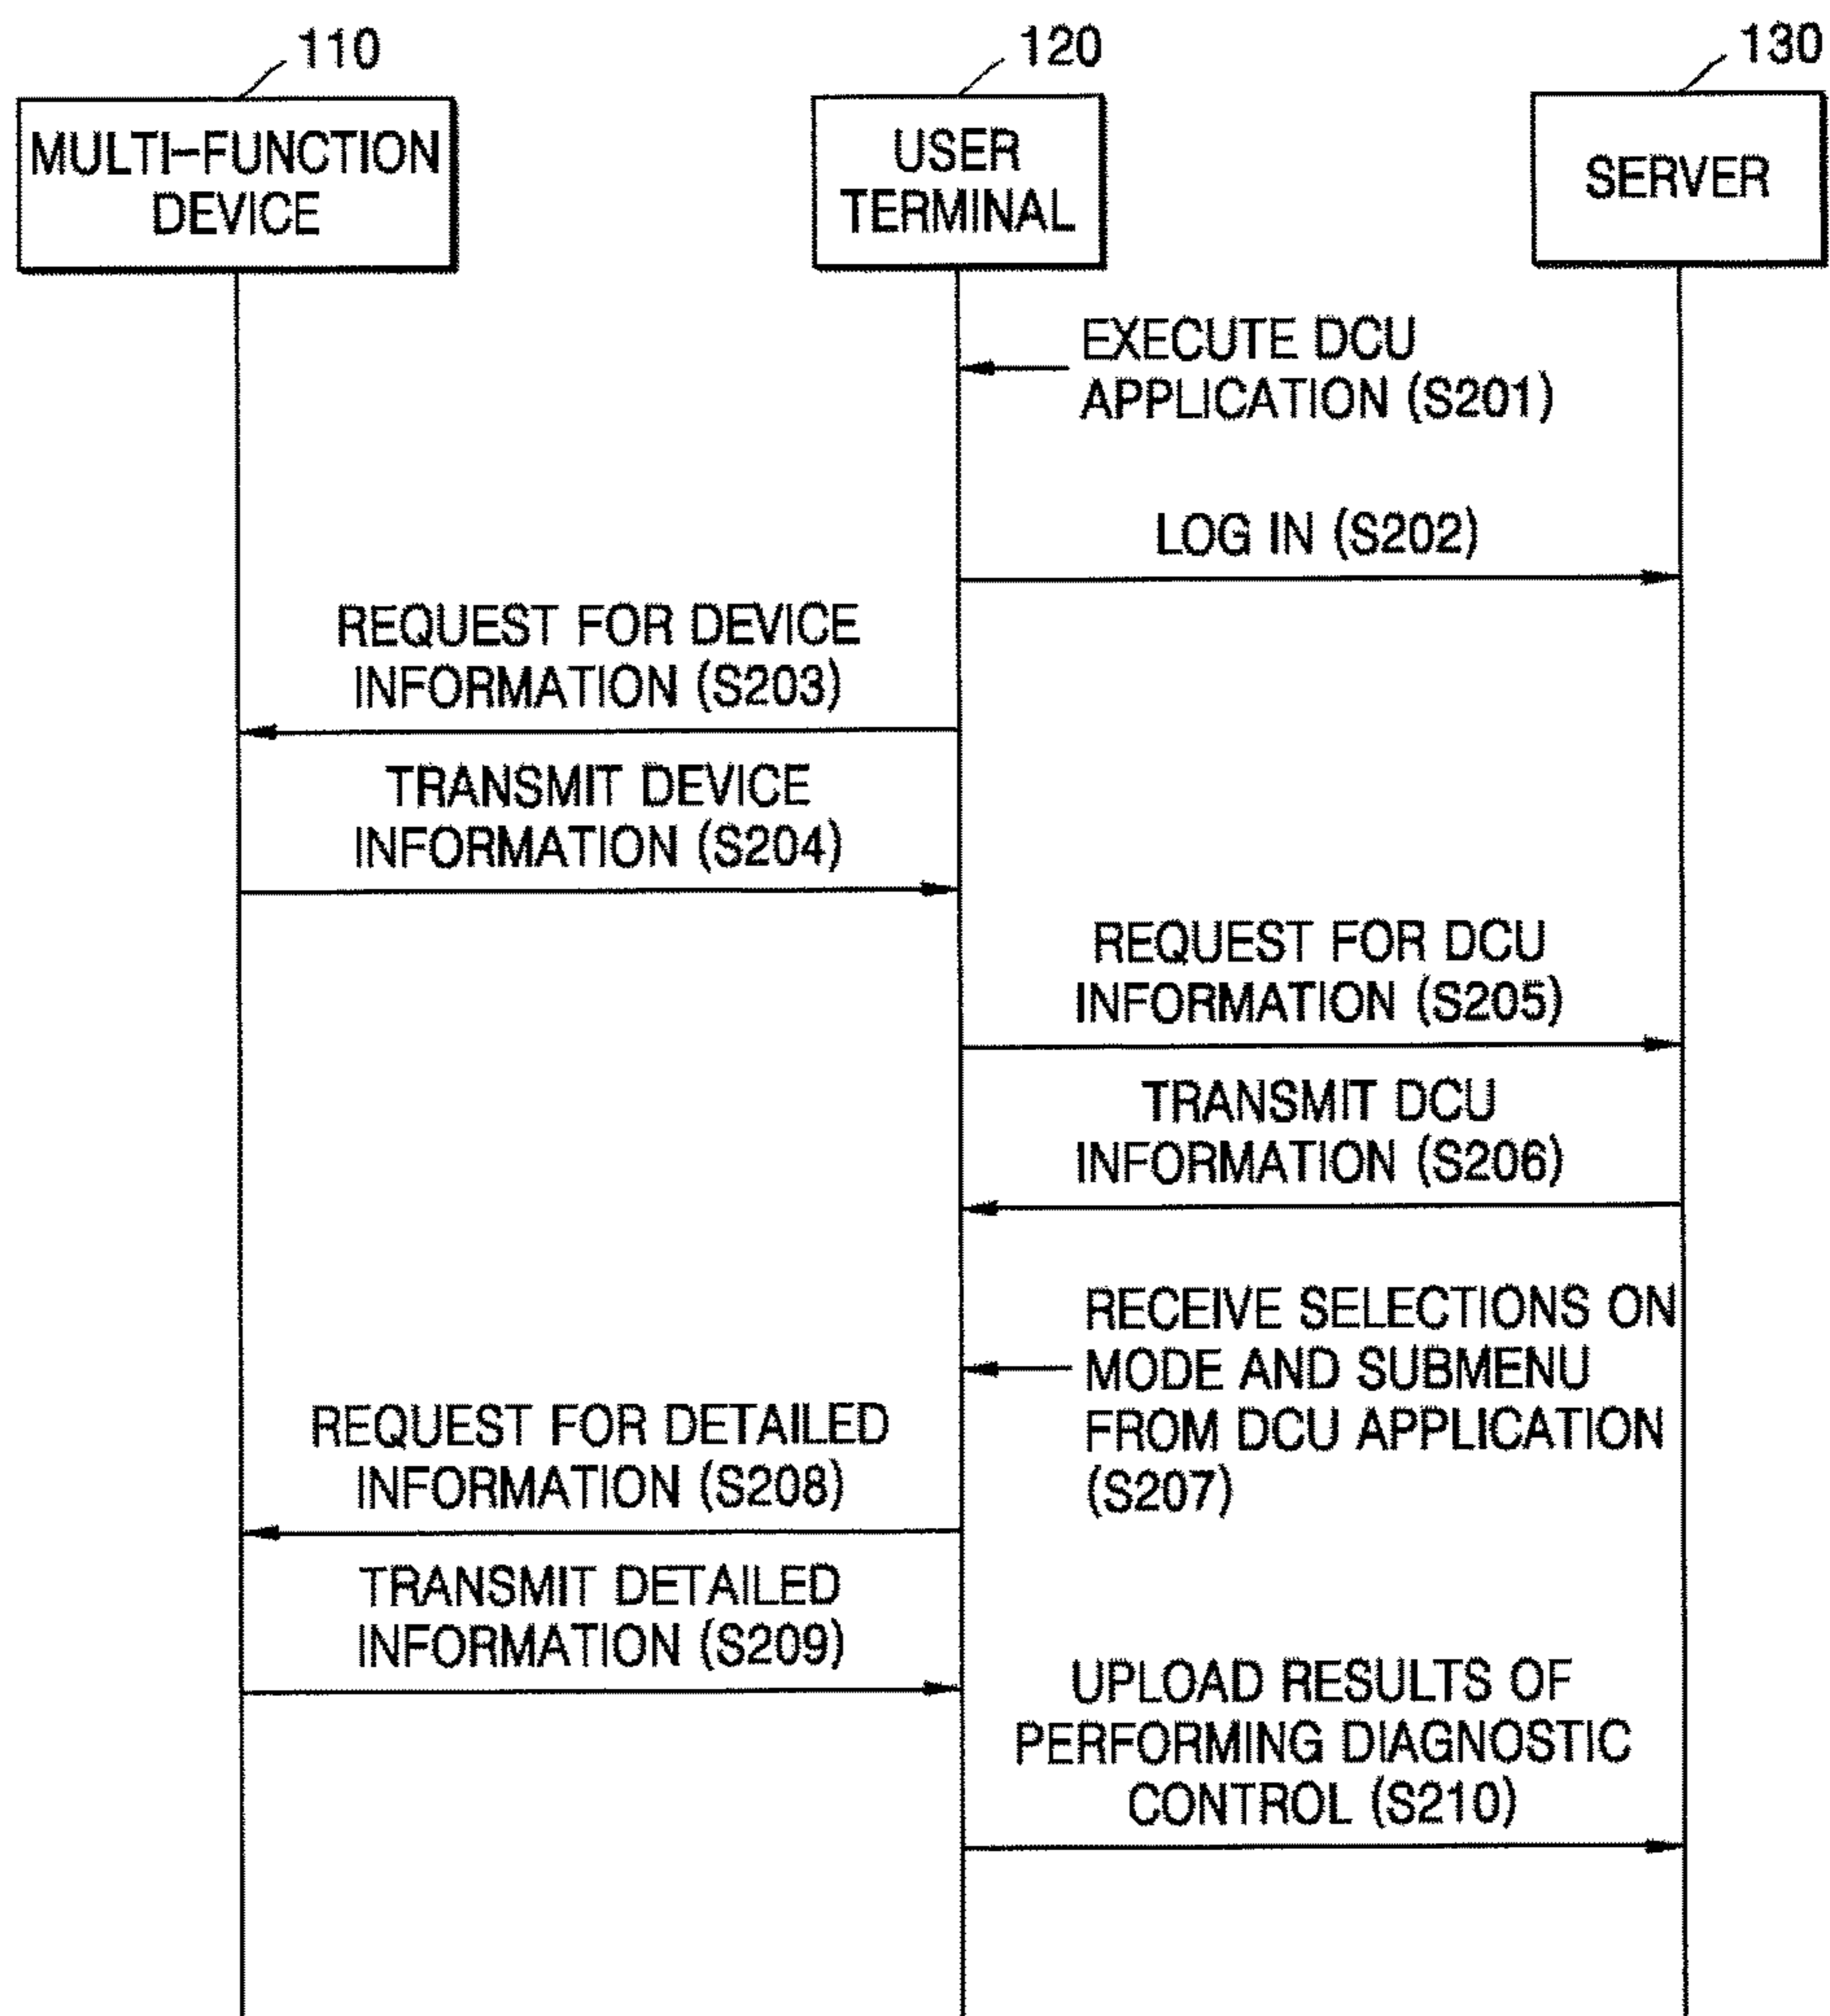 110
120
130
MULTI-FUNCTION
DEVICE
USER
TERMINAL
SERVER
EXECUTE DCU
APPLICATION (S201)
LOG IN (S202)
REQUEST FOR DEVICE
INFORMATION (S203)
TRANSMIT DEVICE
INFORMATION (S204)
REQUEST FOR DCU
INFORMATION (S205)
TRANSMIT DCU
INFORMATION (S206)
RECEIVE SELECTIONS ON
MODE AND SUBMENU
FROM DCU APPLICATION
(S207)
REQUEST FOR DETAILED
INFORMATION (S208)
TRANSMIT DETAILED
INFORMATION (S209)
UPLOAD RESULTS OF
PERFORMING DIAGNOSTIC
CONTROL (S210)